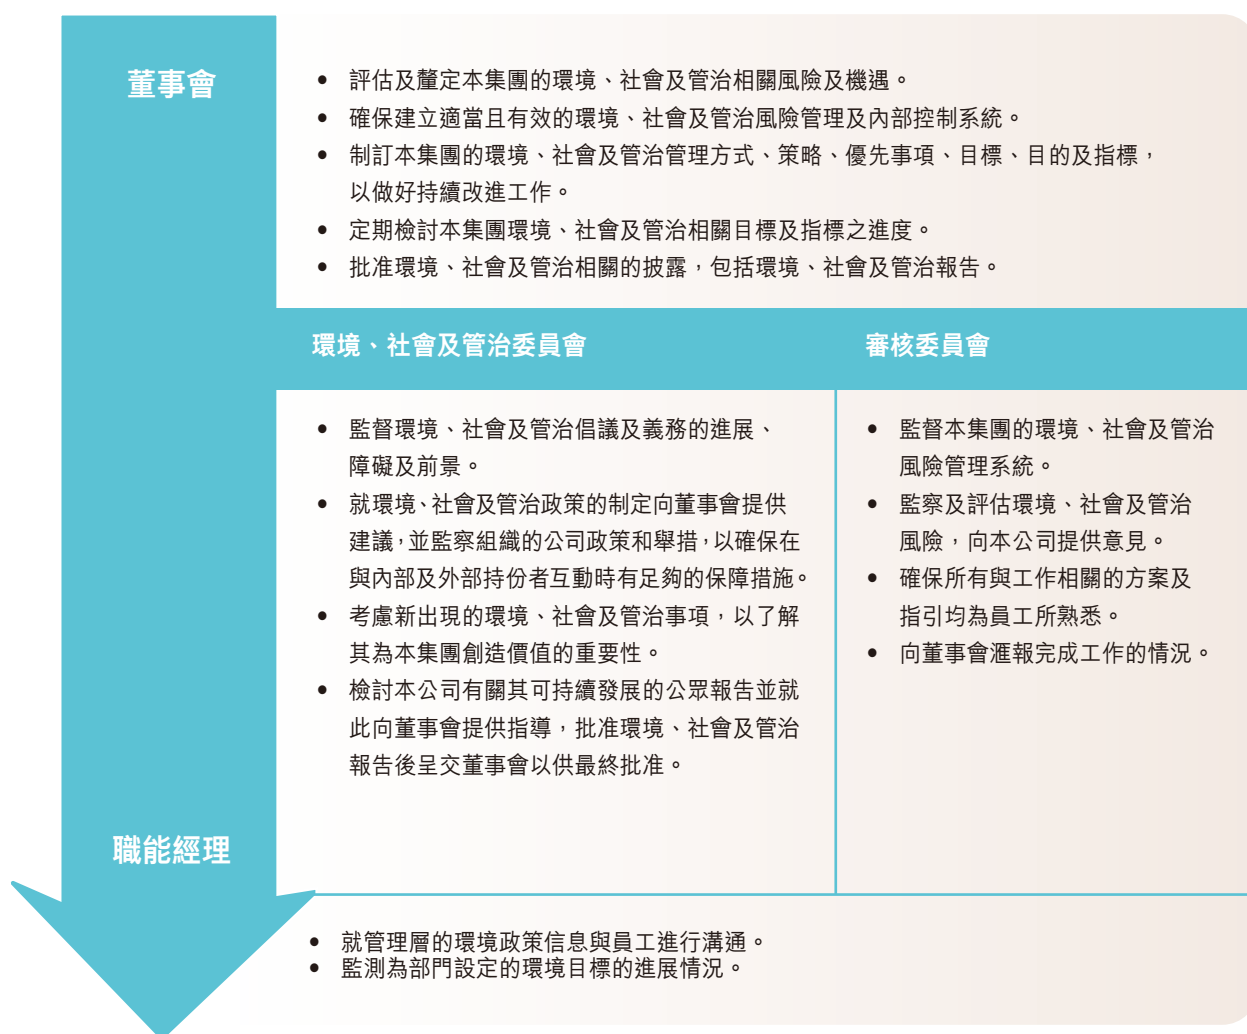 董事會
• 評估及釐定本集團的環境、社會及管治相關風險及機遇。
• 確保建立適當且有效的環境、社會及管治風險管理及內部控制系統。
• 制訂本集團的環境、社會及管治管理方式、策略、優先事項、目標、目的及指標，
以做好持續改進工作。
• 定期檢討本集團環境、社會及管治相關目標及指標之進度。
• 批准環境、社會及管治相關的披露，包括環境、社會及管治報告。
環境、社會及管治委員會
• 監督環境、社會及管治倡議及義務的進展、
障礙及前景。
• 就環境、社會及管治政策的制定向董事會提供
建議，並監察組織的公司政策和舉措，以確保在
與內部及外部持份者互動時有足夠的保障措施。
• 考慮新出現的環境、社會及管治事項，以了解
其為本集團創造價值的重要性。
• 檢討本公司有關其可持續發展的公眾報告並就
此向董事會提供指導，批准環境、社會及管治
報告後呈交董事會以供最終批准。
審核委員會
• 監督本集團的環境、社會及管治
風險管理系統。
• 監察及評估環境、社會及管治
風險，向本公司提供意見。
• 確保所有與工作相關的方案及
指引均為員工所熟悉。
• 向董事會滙報完成工作的情況。
職能經理
• 就管理層的環境政策信息與員工進行溝通。
• 監測為部門設定的環境目標的進展情況。